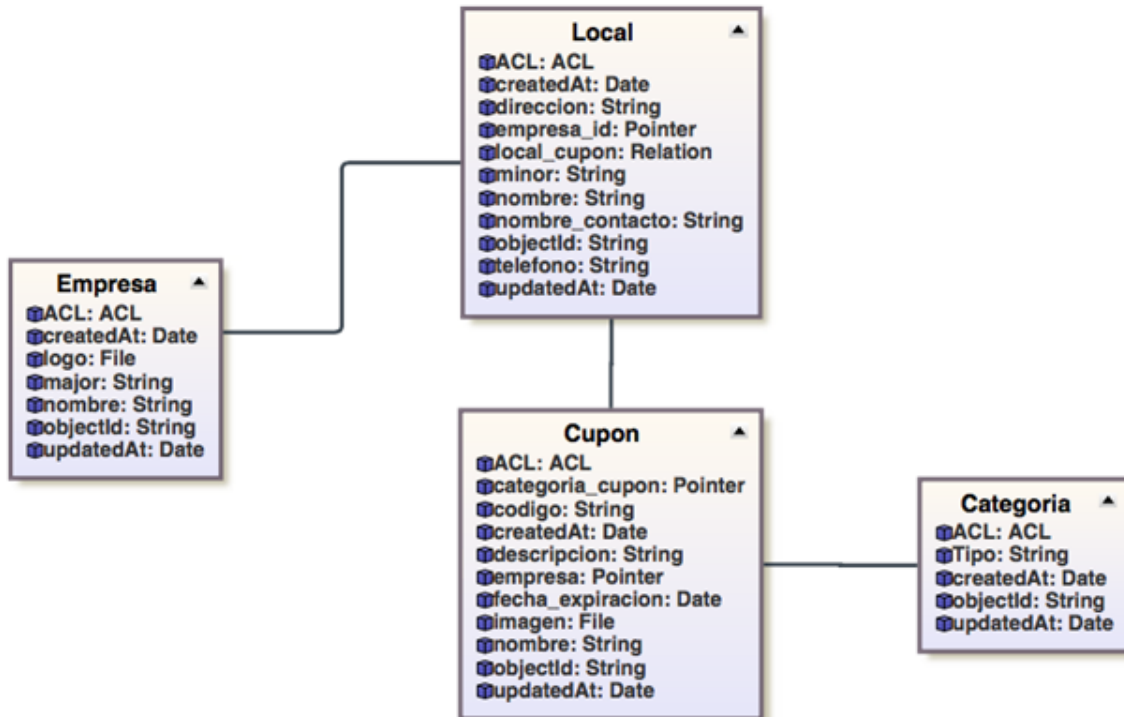 Local
ACL: ACL
createdAt: Date
direccion: String
empresa_id: Pointer
local_cupon: Relation
minor: String
nombre: String
nombre_contacto: String
objectId: String
telefono: String
updatedAt: Date
Empresa
ACL: ACL
createdAt: Date
logo: File
major: String
nombre: String
objectId: String
updatedAt: Date
Cupon
ACL: ACL
categoria_cupon: Pointer
codigo: String
createdAt: Date
descripcion: String
empresa: Pointer
fecha_expiracion: Date
imagen: File
nombre: String
objectId: String
updatedAt: Date
Categoria
ACL: ACL
Tipo: String
createdAt: Date
objectId: String
updatedAt: Date